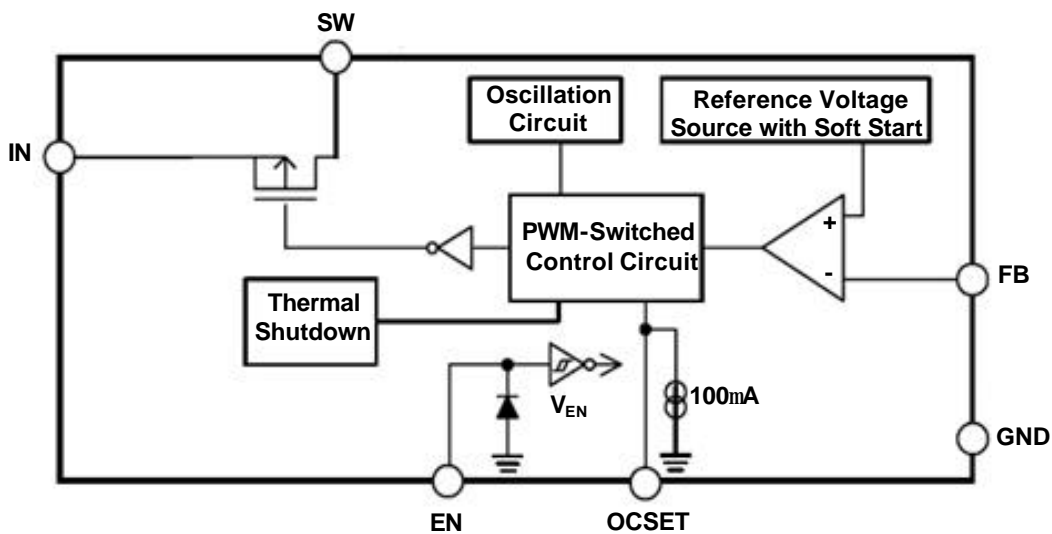 SW
Oscillation
Circuit
Reference Voltage
Source with Soft Start
IN
+
PWM-Switched
Control Circuit
-
FB
Thermal
Shutdown
VEN
100mA
GND
EN
OCSET